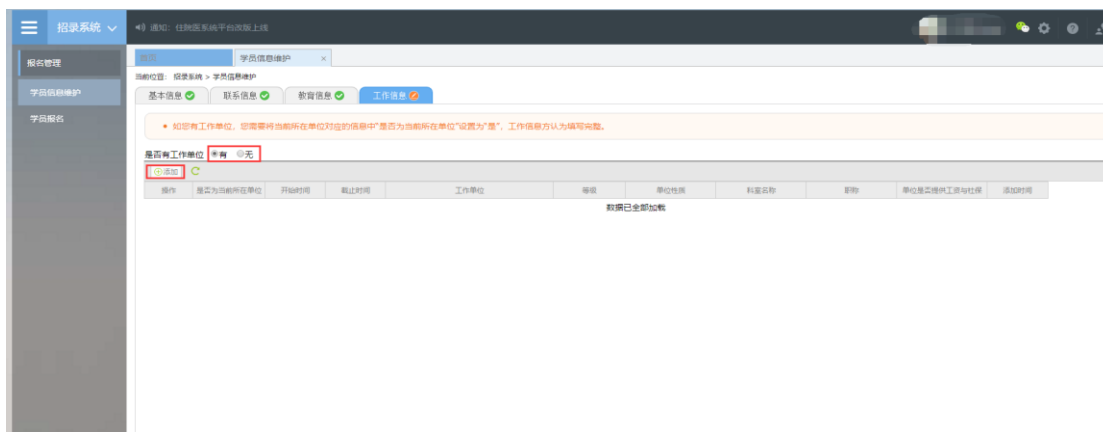 招录系统
通知：住院医系统平台改版上线
报名管理
学员信息维护
学员报名
首页
学员信息维护 ×
当前位置： 招录系统 > 学员信息维护
基本信息
联系信息
教育信息
工作信息
• 如您有工作单位，您需要将当前所在单位对应的信息中"是否为当前所在单位"设置为"是"，工作信息方认为填写完整。
是否有工作单位 有 无
添加
操作 是否为当前所在单位 开始时间 截止时间 工作单位 等级 单位性质 科室名称 职称 单位是否提供工资与社保 添加时间
数据已全部加载